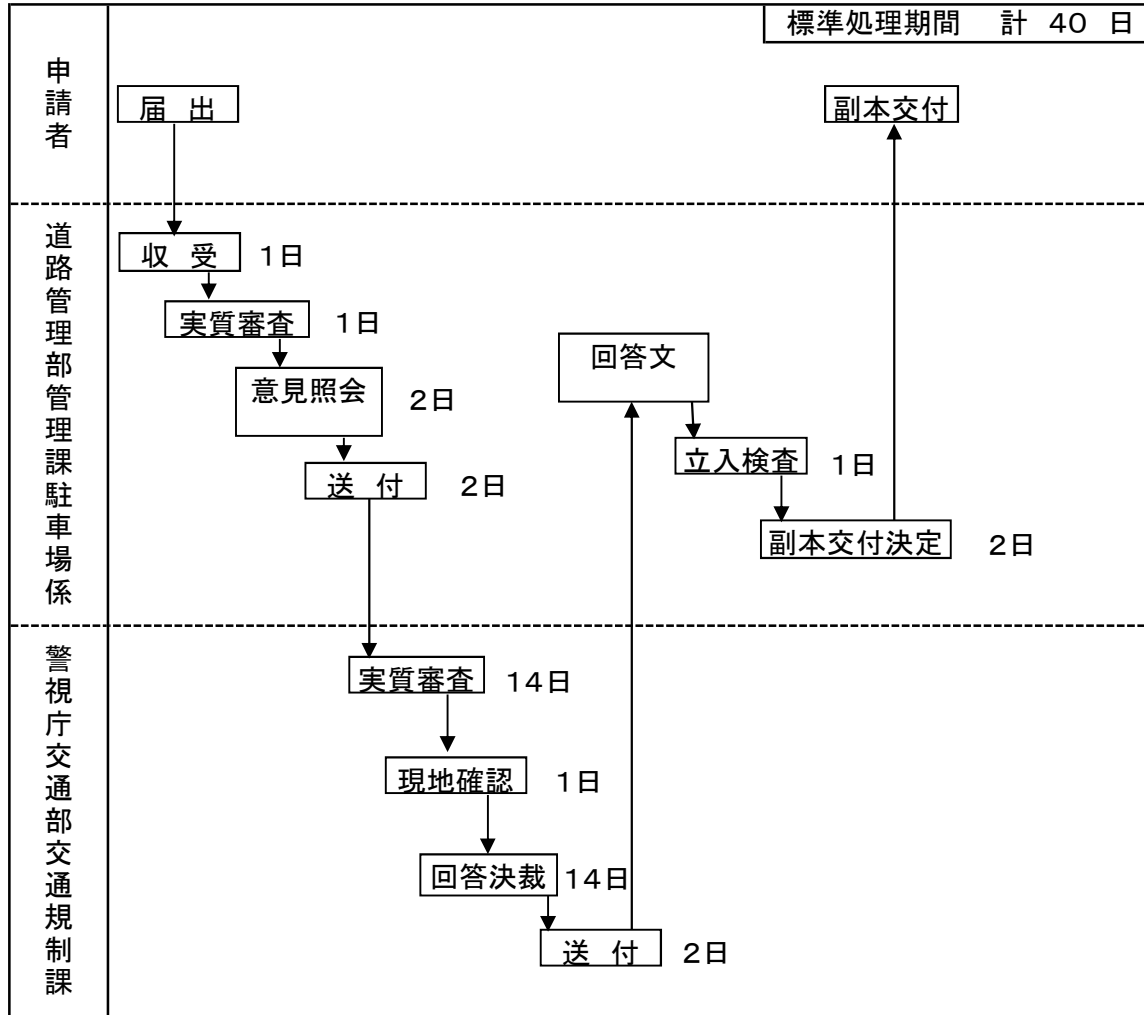 標準処理期間　計 ４０ 日
申請者
届 出
副本交付
道路管理部管理課駐車場係
収 受 １日
実質審査 １日
意見照会 ２日
送 付 ２日
回答文
立入検査 １日
副本交付決定 ２日
警視庁交通部交通規制課
実質審査 １４日
現地確認 １日
回答決裁 １４日
送 付 ２日